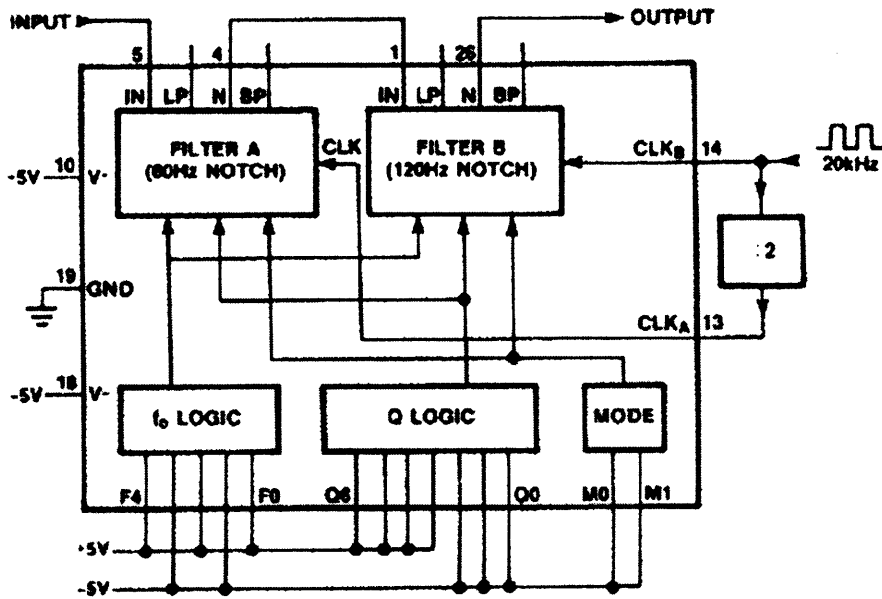 INPUT
OUTPUT
5
4
1
26
IN LP N BP
IN LP N BP
FILTER A
(60Hz NOTCH)
CLK
FILTER B
(120Hz NOTCH)
CLKB 14
20kHz
-5V 10 V-
:2
19
GND
CLKA 13
-5V 18 V-
fo LOGIC
Q LOGIC
MODE
F4
F0
Q6
Q0
M0
M1
+5V
-5V